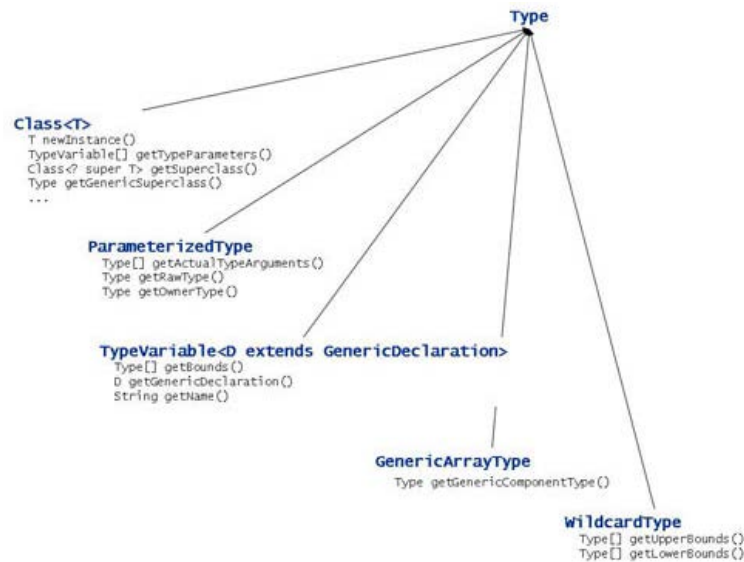 Type
Class<T>
T newInstance()
TypeVariable[] getTypeParameters()
Class<? super T> getSuperclass()
Type getGenericSuperclass()
...
ParameterizedType
Type[] getActualTypeArguments()
Type getRawType()
Type getOwnerType()
TypeVariable<D extends GenericDeclaration>
Type[] getBounds()
D getGenericDeclaration()
String getName()
GenericArrayType
Type getGenericComponentType()
WildcardType
Type[] getUpperBounds()
Type[] getLowerBounds()